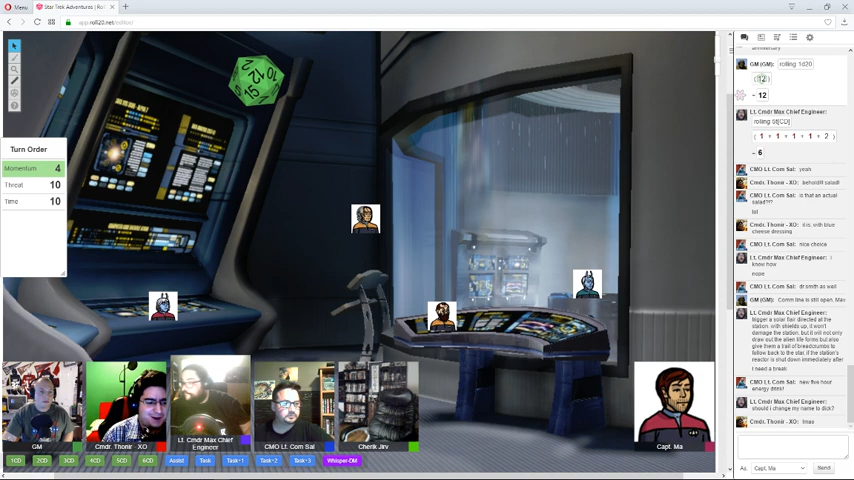 Menu
Star Trek Adventures | Rol
app.roll20.net/editor/
Turn Order
Momentum 4
Threat 10
Time 10
12
10
15
2
anniversary
GM (GM): rolling 1d20
(12)
= 12
Lt. Cmdr Max Chief
Engineer:
rolling 5t[CD]
( 1 + 1 + 1 + 1 + 2 )
= 6
CMO Lt. Com Sal: yeah
Cmdr. Thonir - XO: behold!! salad!
CMO Lt. Com Sal: is that an
actual
salad?!?
lol
Cmdr. Thonir - XO: it is, with blue
cheese dressing
CMO Lt. Com Sal: nice choice
Lt. Cmdr Max Chief Engineer: i
know how
nope
CMO Lt. Com Sal: dr.smith as well
GM (GM): Comm line is still open, Max
Lt. Cmdr Max Chief Engineer:
trigger a solar flair directed at the
station, with shields up, it won't
damage the station, but it will not only
draw out the alien life forms but also
give them a trail of breadcrumbs to
follow back to the star, if the station's
reactor is shut down immediately after
I need a break
CMO Lt. Com Sal: new five hour
energy drink!
Lt. Cmdr Max Chief Engineer:
should i change my name to dick?
Cmdr. Thonir - XO: lmao
GM
Cmdr. Thonir - XO
Lt. Cmdr Max Chief
Engineer
CMO Lt. Com Sal
Cherik Jirv
Capt. Ma
1CD
2CD
3CD
4CD
5CD
6CD
Assist
Task
Task+1
Task+2
Task+3
Whisper-GM
As: Capt. Ma
Send